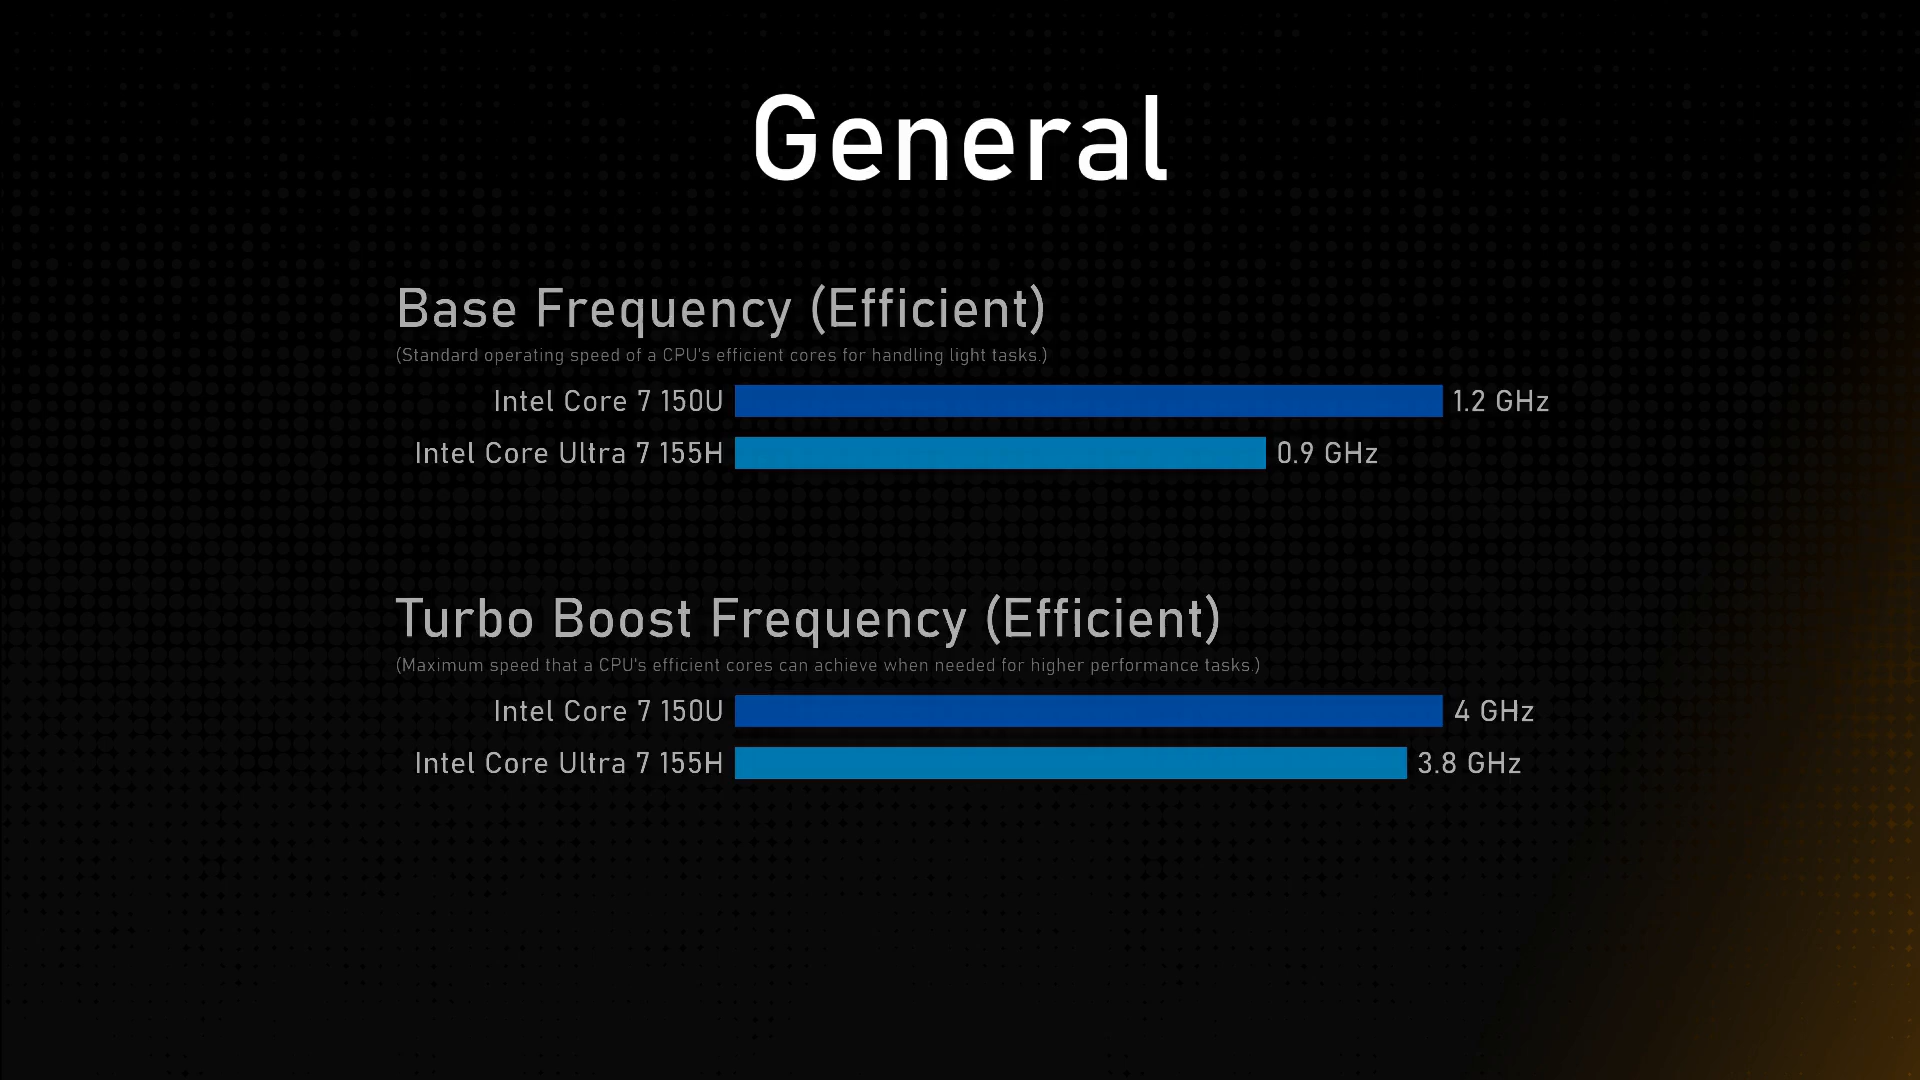 General
Base Frequency (Efficient)
(Standard operating speed of a CPU's efficient cores for handling light tasks.)
Intel Core 7 150U 1.2 GHz
Intel Core Ultra 7 155H 0.9 GHz
Turbo Boost Frequency (Efficient)
(Maximum speed that a CPU's efficient cores can achieve when needed for higher performance tasks.)
Intel Core 7 150U 4 GHz
Intel Core Ultra 7 155H 3.8 GHz